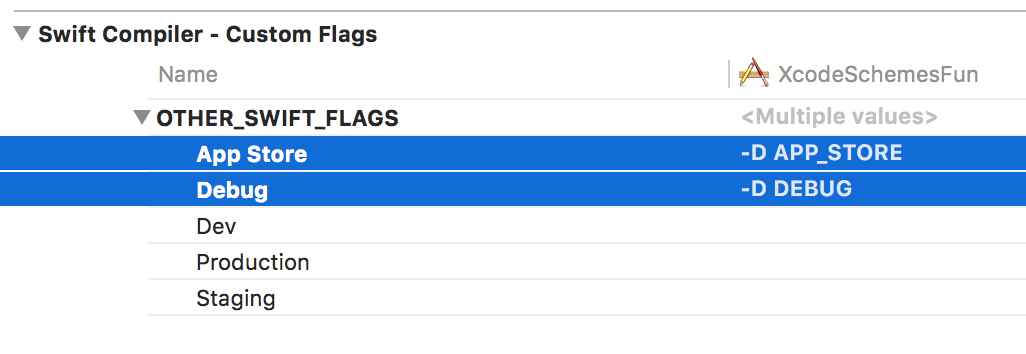 Swift Compiler - Custom Flags
Name XcodeSchemesFun
OTHER_SWIFT_FLAGS <Multiple values>
App Store -D APP_STORE
Debug -D DEBUG
Dev
Production
Staging